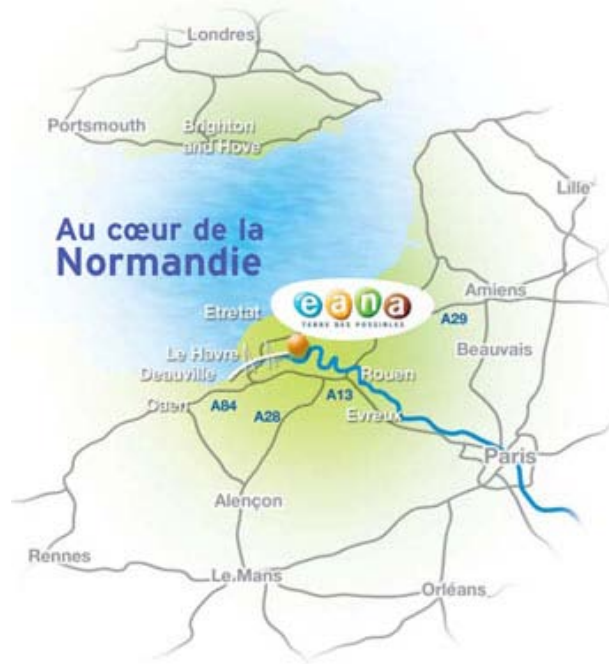 Londres
Portsmouth
Brighton
and Hove
Lille
Au cœur de la
Normandie
Amiens
Etretat
eana
TERRE DES POSSIBLES
A29
Beauvais
Le Havre
Deauville
Rouen
Caen
A84
A28
A13
Evreux
Paris
Alençon
Rennes
Le Mans
Orléans